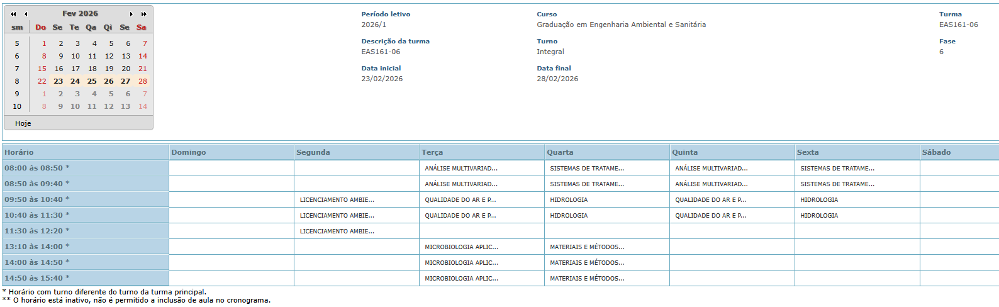 Fev 2026
sm Do Se Te Qa Qi Se Sa
5 1 2 3 4 5 6 7
6 8 9 10 11 12 13 14
7 15 16 17 18 19 20 21
8 22 23 24 25 26 27 28
9 1 2 3 4 5 6 7
10 8 9 10 11 12 13 14
Hoje
Período letivo Curso Turma
2026/1 Graduação em Engenharia Ambiental e Sanitária EAS161-06
Descrição da turma Turno Fase
EAS161-06 Integral 6
Data inicial Data final
23/02/2026 28/02/2026
Horário Domingo Segunda Terça Quarta Quinta Sexta Sábado
08:00 às 08:50 * ANÁLISE MULTIVARIAD... SISTEMAS DE TRATAME... ANÁLISE MULTIVARIAD... SISTEMAS DE TRATAME...
08:50 às 09:40 * ANÁLISE MULTIVARIAD... SISTEMAS DE TRATAME... ANÁLISE MULTIVARIAD... SISTEMAS DE TRATAME...
09:50 às 10:40 * LICENCIAMENTO AMBIE... QUALIDADE DO AR E P... HIDROLOGIA QUALIDADE DO AR E P... HIDROLOGIA
10:40 às 11:30 * LICENCIAMENTO AMBIE... QUALIDADE DO AR E P... HIDROLOGIA QUALIDADE DO AR E P... HIDROLOGIA
11:30 às 12:20 * LICENCIAMENTO AMBIE...
13:10 às 14:00 * MICROBIOLOGIA APLIC... MATERIAIS E MÉTODOS...
14:00 às 14:50 * MICROBIOLOGIA APLIC... MATERIAIS E MÉTODOS...
14:50 às 15:40 * MICROBIOLOGIA APLIC... MATERIAIS E MÉTODOS...
* Horário com turno diferente do turno da turma principal.
** O horário está inativo, não é permitido a inclusão de aula no cronograma.